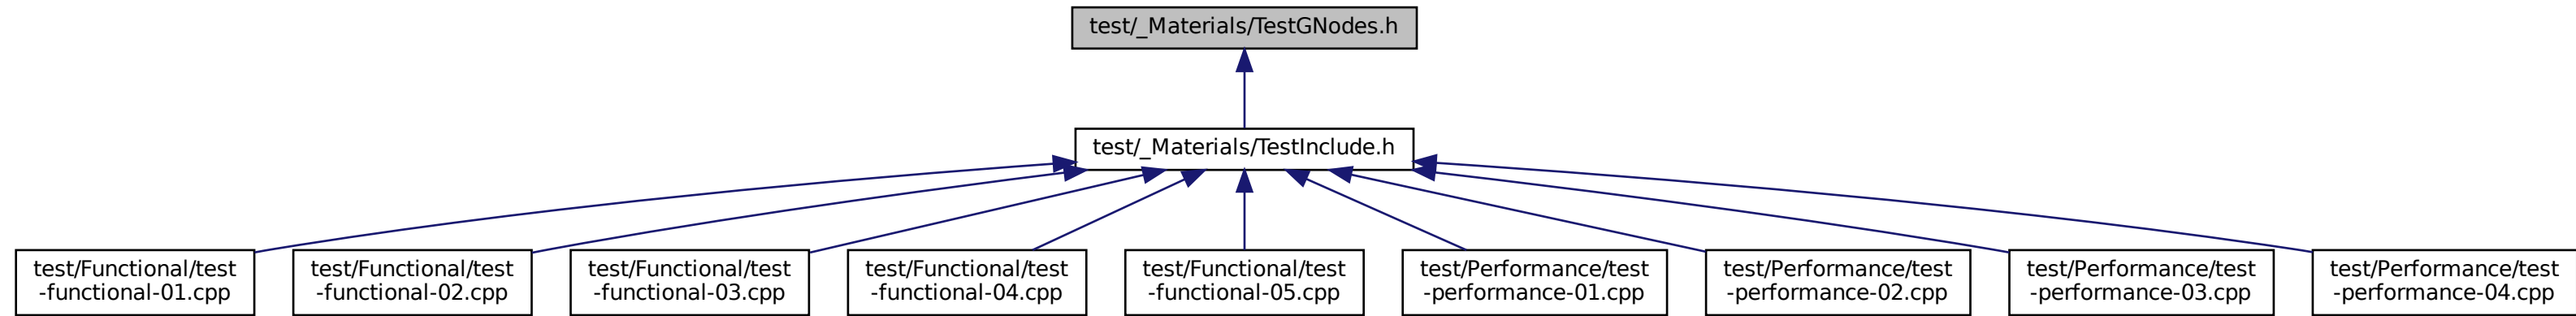 test/_Materials/TestGNodes.h
test/_Materials/TestInclude.h
test/Functional/test
-functional-01.cpp
test/Functional/test
-functional-02.cpp
test/Functional/test
-functional-03.cpp
test/Functional/test
-functional-04.cpp
test/Functional/test
-functional-05.cpp
test/Performance/test
-performance-01.cpp
test/Performance/test
-performance-02.cpp
test/Performance/test
-performance-03.cpp
test/Performance/test
-performance-04.cpp